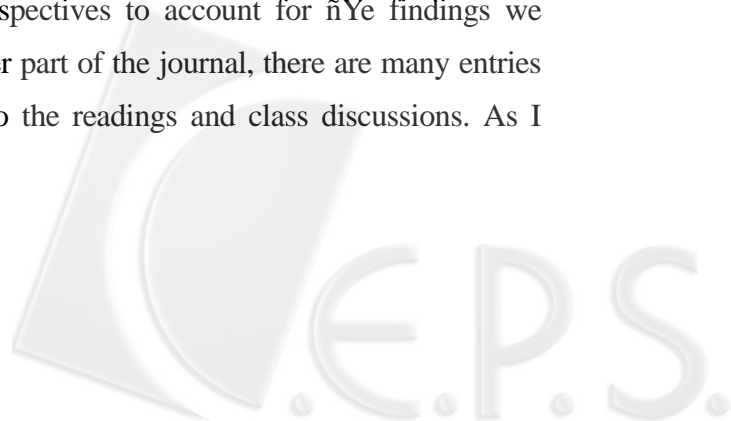 spectives to account for ñYe findings we
er part of the journal, there are many entries
o the readings and class discussions. As I
C.E.P.S.